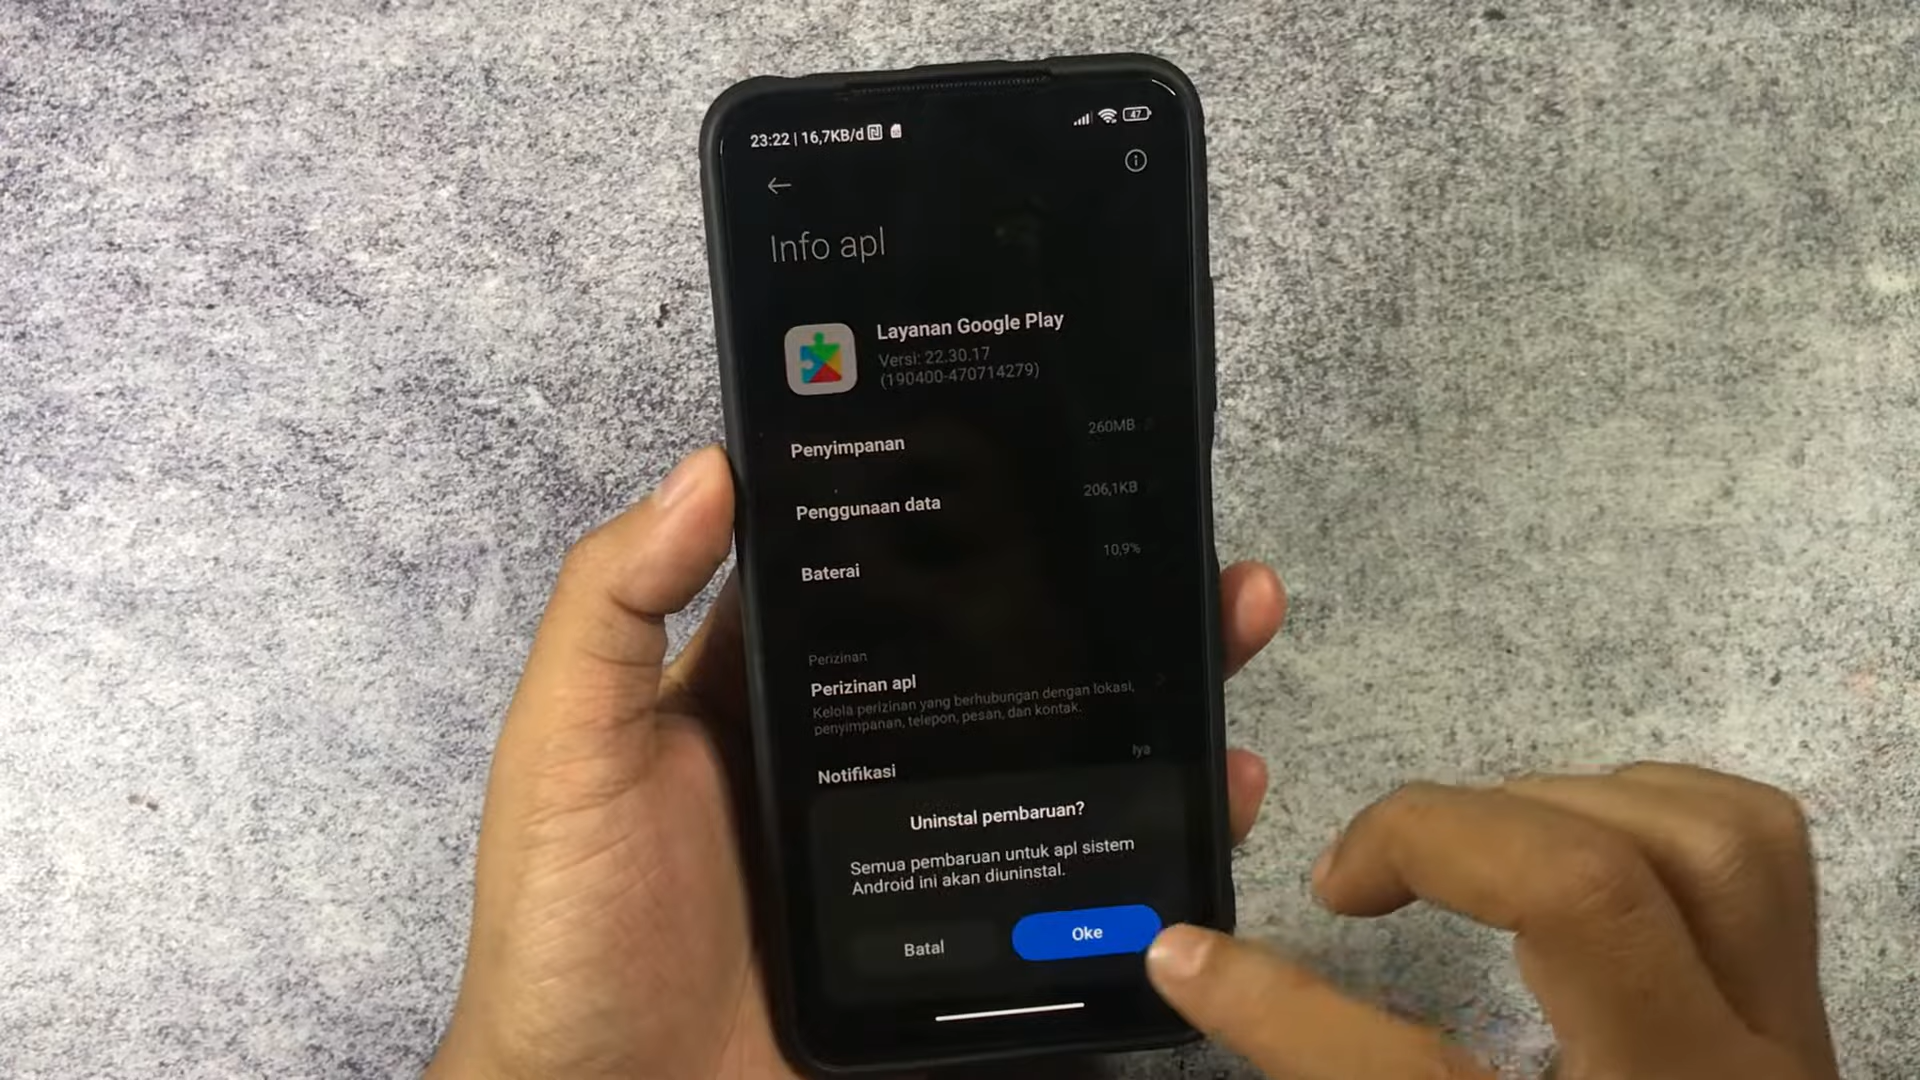 23:22 | 16,7KB/d
47
Info apl
Layanan Google Play
Versi: 22.30.17
(190400-470714279)
Penyimpanan
260MB
Penggunaan data
206,1KB
Baterai
10,9%
Perizinan
Perizinan apl
Kelola perizinan yang berhubungan dengan lokasi,
penyimpanan, telepon, pesan, dan kontak.
Notifikasi
Iya
Uninstal pembaruan?
Semua pembaruan untuk apl sistem
Android ini akan diuninstal.
Batal
Oke